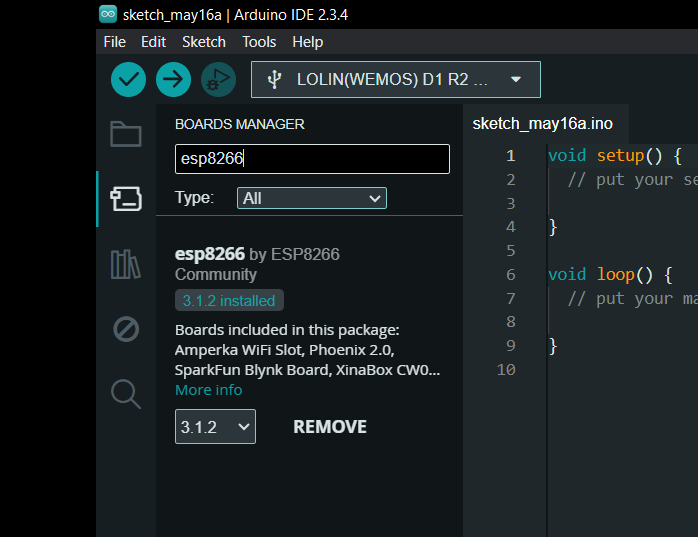 sketch_may16a | Arduino IDE 2.3.4
File Edit Sketch Tools Help
LOLIN(WEMOS) D1 R2 ...
BOARDS MANAGER
esp8266
Type: All
esp8266 by ESP8266
Community
3.1.2 installed
Boards included in this package:
Amperka WiFi Slot, Phoenix 2.0,
SparkFun Blynk Board, XinaBox CW0...
More info
3.1.2 REMOVE
sketch_may16a.ino
1 void setup() {
2 // put your se
3
4 }
5
6 void loop() {
7 // put your ma
8
9 }
10